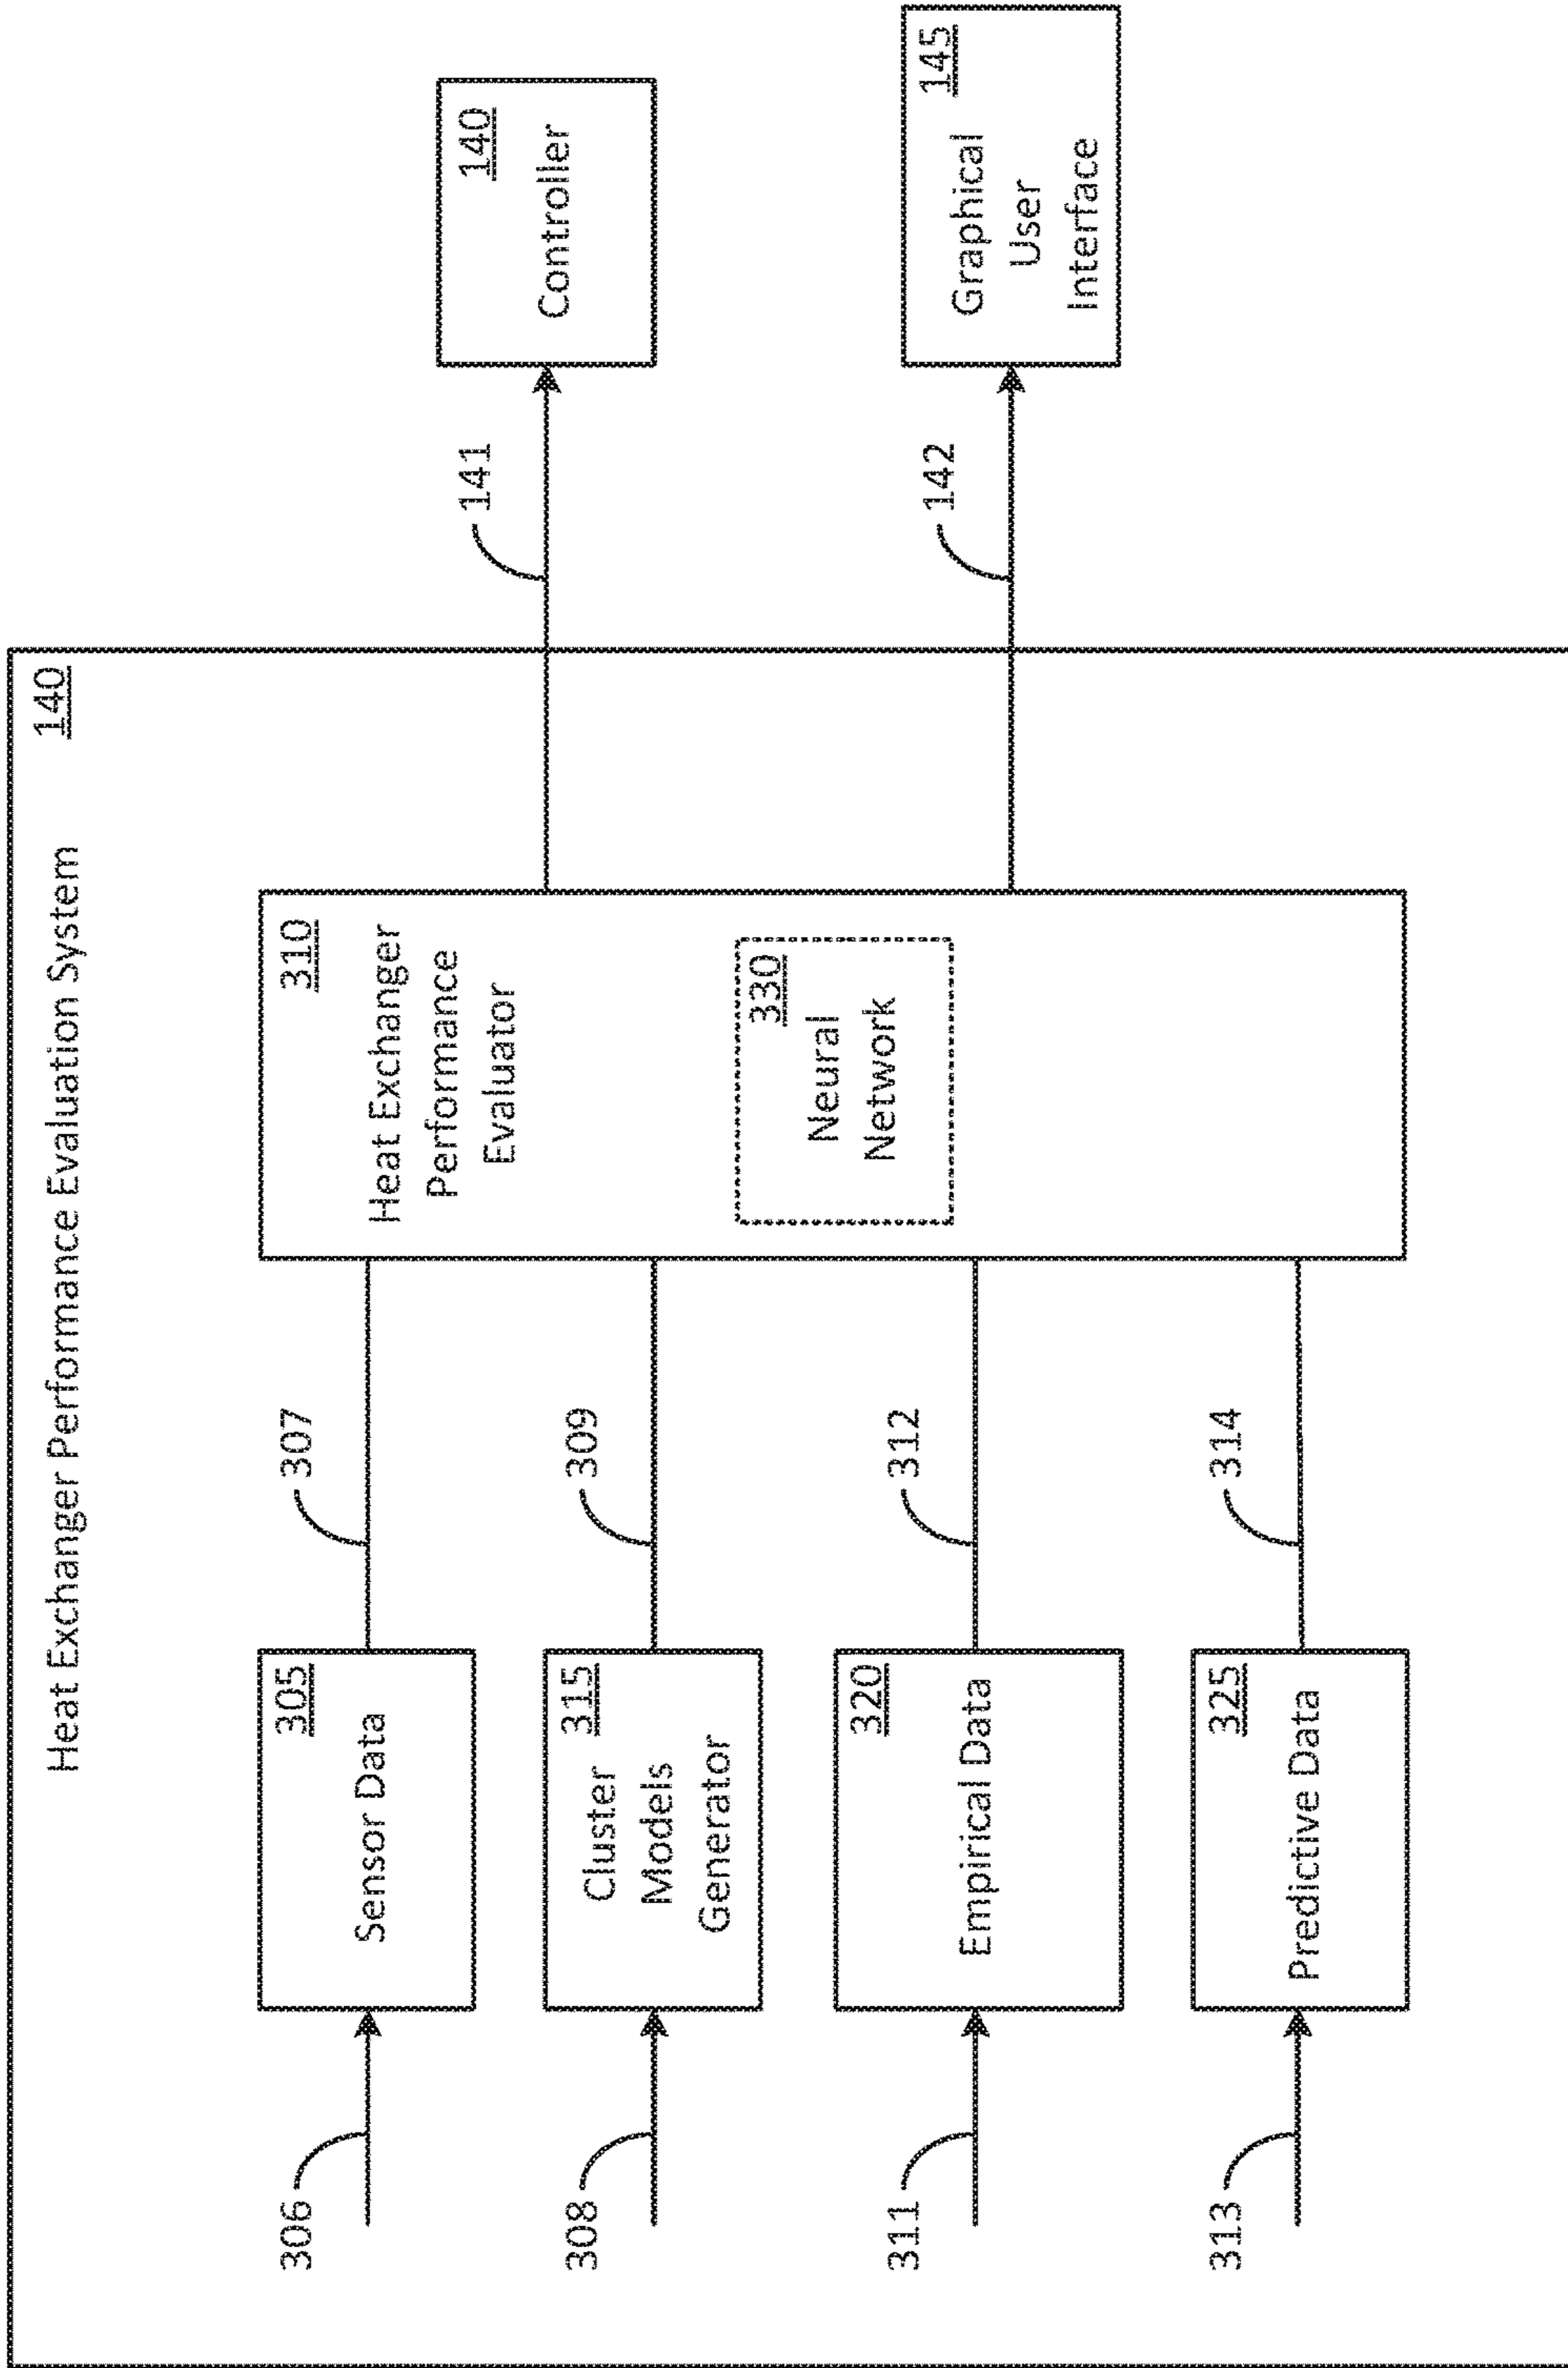 Heat Exchanger Performance Evaluation System
140
306
305
Sensor Data
307
308
315
Cluster
Models
Generator
309
311
320
Empirical Data
312
313
325
Predictive Data
314
310
Heat Exchanger
Performance
Evaluator
330
Neural
Network
141
140
Controller
142
145
Graphical
User
Interface